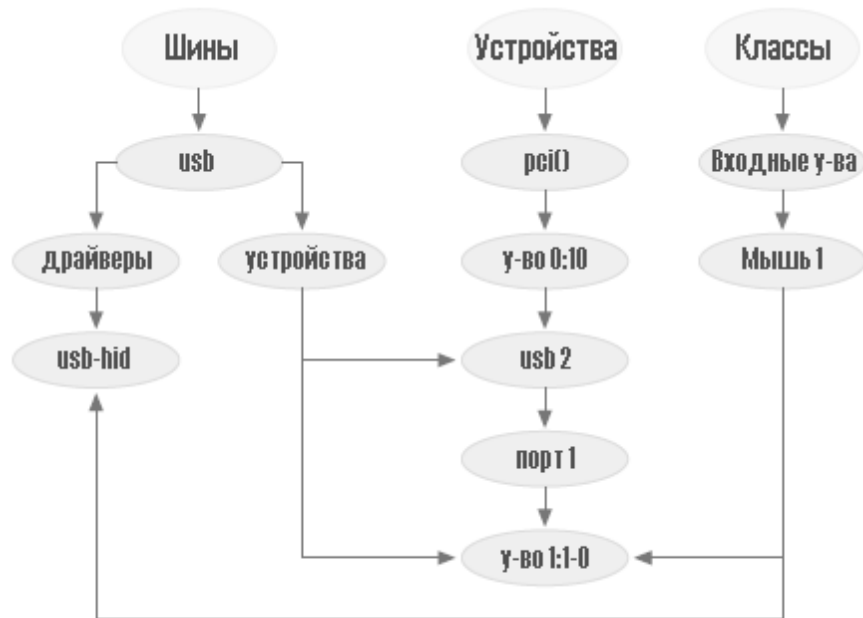 Шины
Устройства
Классы
usb
pci()
Входные у-ва
драйверы
устройства
у-во 0:10
Мышь 1
usb-hid
usb 2
порт 1
у-во 1:1-0